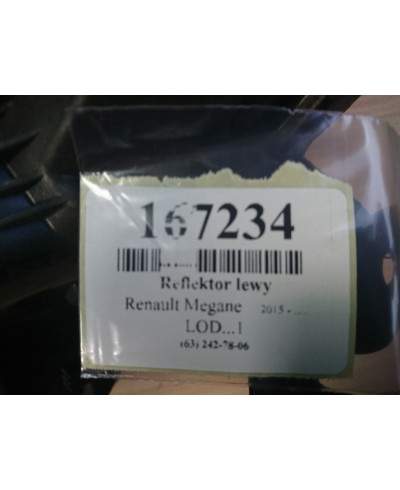 167234
Reflektor lewy
Renault Megane 2015 - ...
LOD...1
(63) 242-78-06